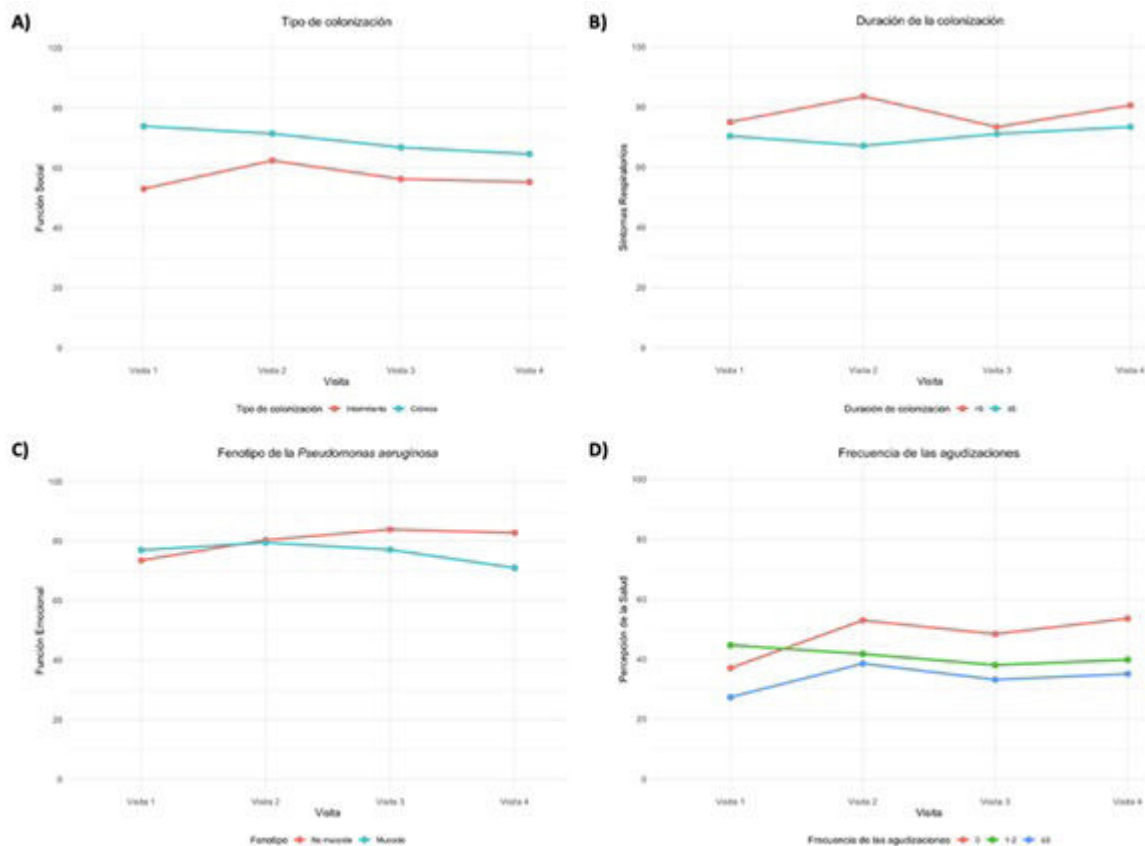 A)
Tipo de colonización
100
80
60
40
20
0
Función Social
Visita 1 Visita 2 Visita 3 Visita 4
Visita
Tipo de colonización Intermitente Crónica
B)
Duración de la colonización
100
80
60
40
20
0
Síntomas Respiratorios
Visita 1 Visita 2 Visita 3 Visita 4
Visita
Duración de colonización
C)
Fenotipo de la Pseudomonas aeruginosa
100
80
60
40
20
0
Función Emocional
Visita 1 Visita 2 Visita 3 Visita 4
Visita
Fenotipo No mucoide Mucoide
D)
Frecuencia de las agudizaciones
100
80
60
40
20
0
Percepción de la Salud
Visita 1 Visita 2 Visita 3 Visita 4
Visita
Frecuencia de las agudizaciones 0 1-2